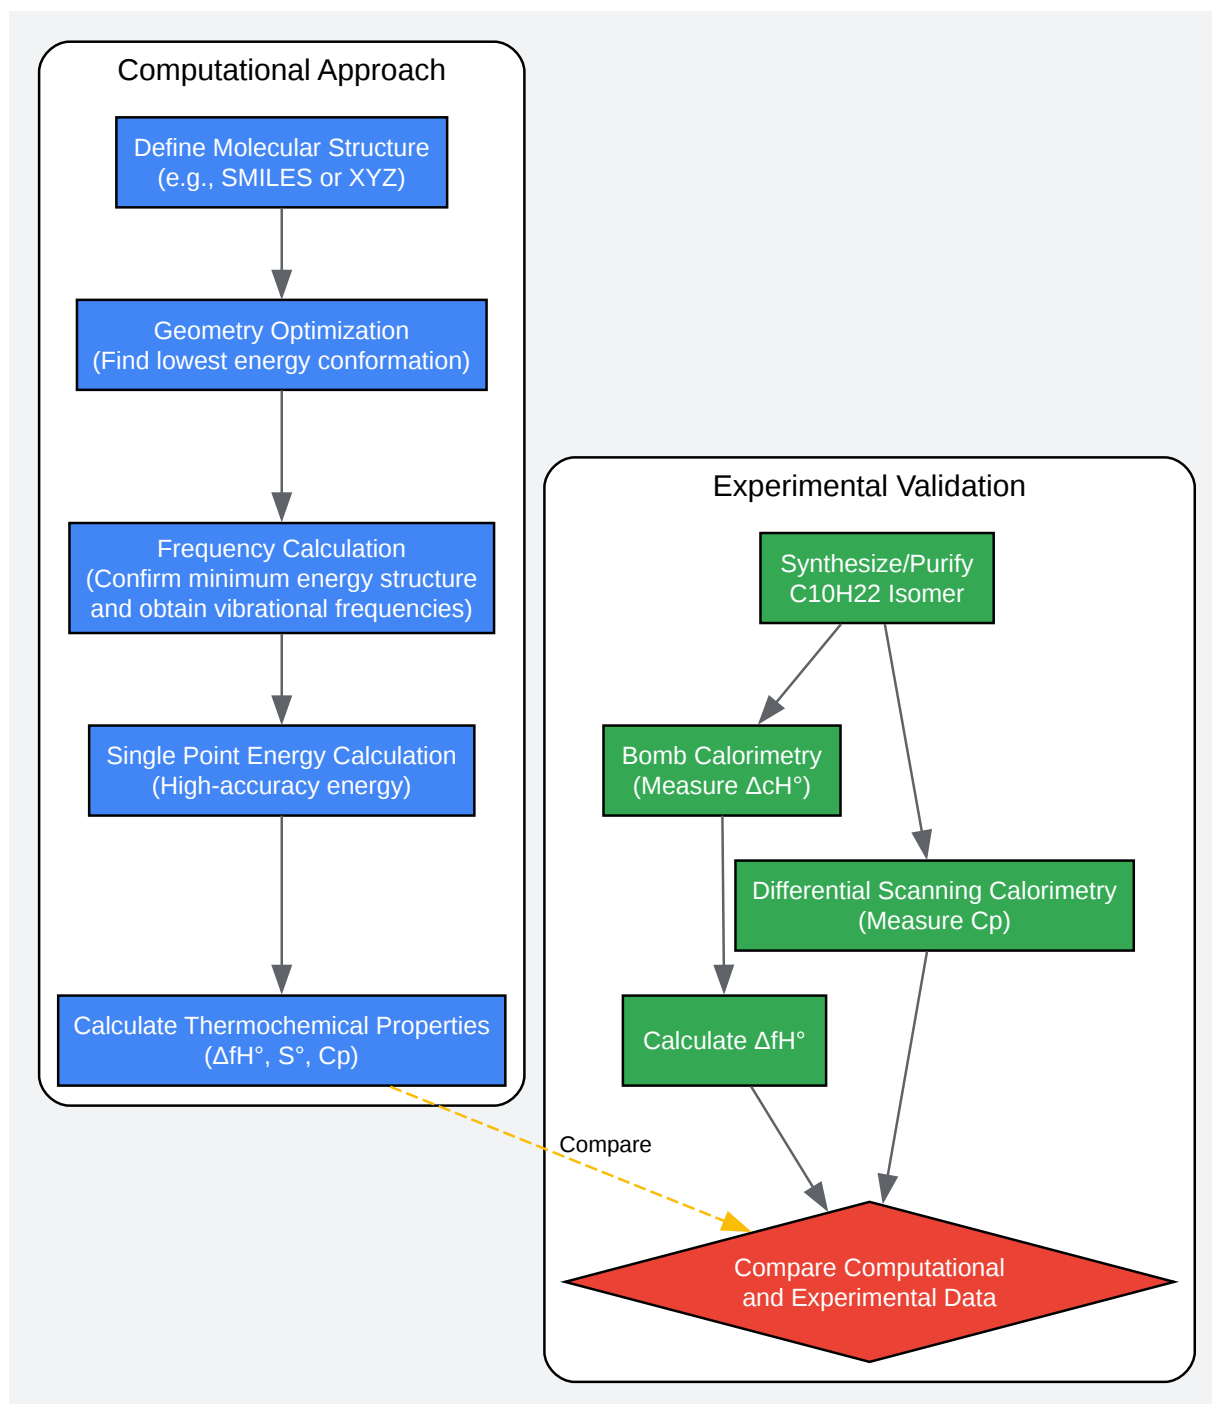 Computational Approach
Define Molecular Structure
(e.g., SMILES or XYZ)
Geometry Optimization
(Find lowest energy conformation)
Frequency Calculation
(Confirm minimum energy structure
and obtain vibrational frequencies)
Single Point Energy Calculation
(High-accuracy energy)
Calculate Thermochemical Properties
(ΔfH°, S°, Cp)
Compare
Experimental Validation
Synthesize/Purify
C10H22 Isomer
Bomb Calorimetry
(Measure ΔcH°)
Differential Scanning Calorimetry
(Measure Cp)
Calculate ΔfH°
Compare Computational
and Experimental Data